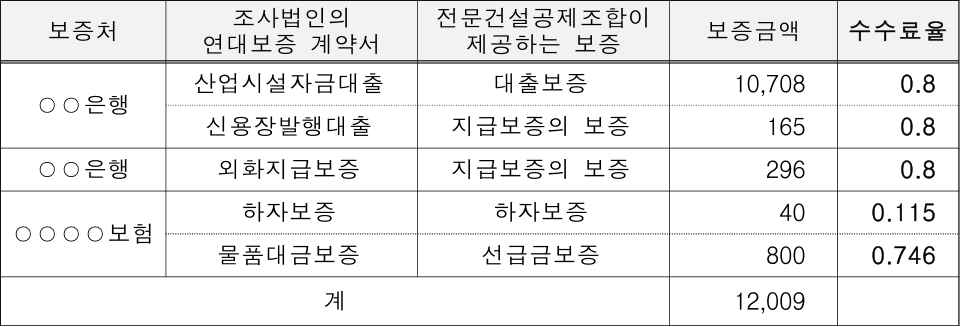 보증처 조사법인의 연대보증 계약서 전문건설공제조합이 제공하는 보증 보증금액 수수료율
○○은행 산업시설자금대출 대출보증 10,708 0.8
신용장발행대출 지급보증의 보증 165 0.8
○○은행 외화지급보증 지급보증의 보증 296 0.8
○○○○보험 하자보증 하자보증 40 0.115
물품대금보증 선급금보증 800 0.746
계 12,009